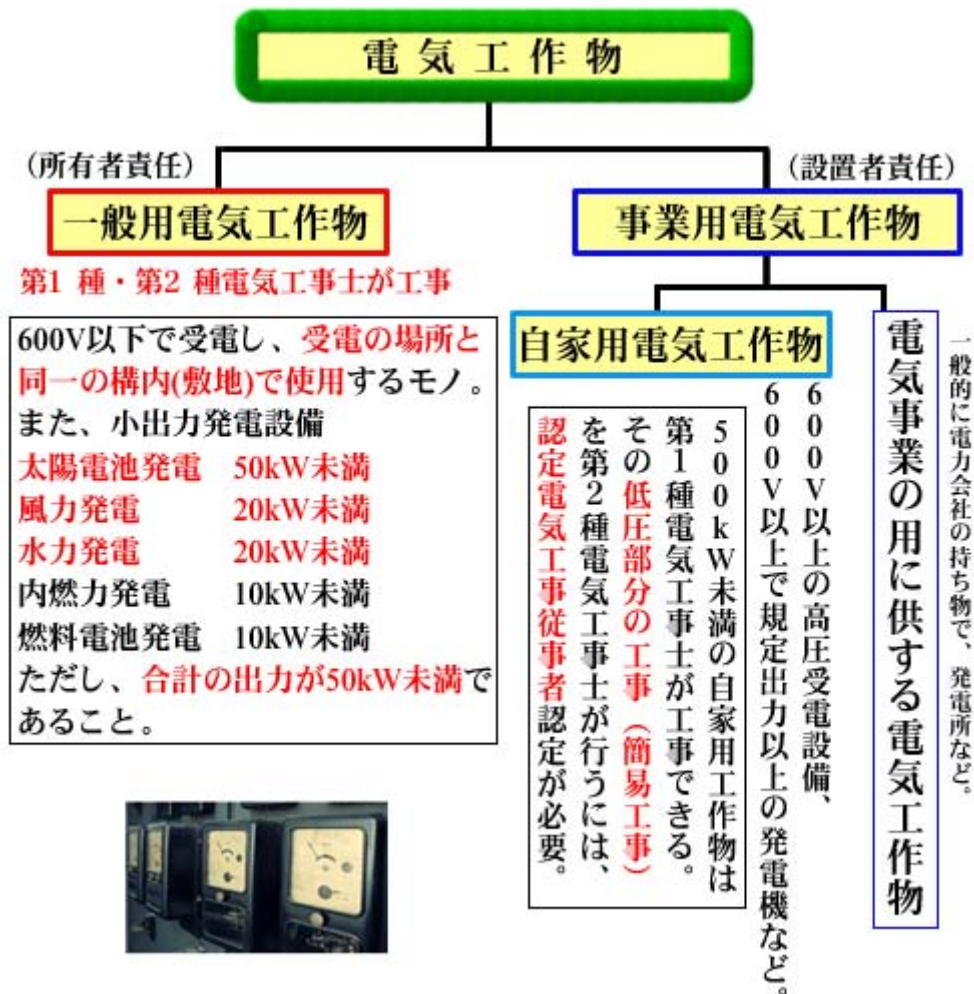 電気工作物
（所有者責任）
一般用電気工作物
第1 種・第2 種電気工事士が工事
600V以下で受電し、受電の場所と
同一の構内(敷地)で使用するモノ。
また、小出力発電設備
太陽電池発電 50kW未満
風力発電 20kW未満
水力発電 20kW未満
内燃力発電 10kW未満
燃料電池発電 10kW未満
ただし、合計の出力が50kW未満で
あること。
（設置者責任）
事業用電気工作物
自家用電気工作物
600V以上の高圧受電設備、
600V以上で規定出力以上の発電機など。
500kW未満の自家用工作物は
第1種電気工事士が工事できる。
その低圧部分の工事（簡易工事）
を第2種電気工事士が行うには、
認定電気工事従事者認定が必要。
電気事業の用に供する電気工作物
一般的に電力会社の持ち物で、発電所など。